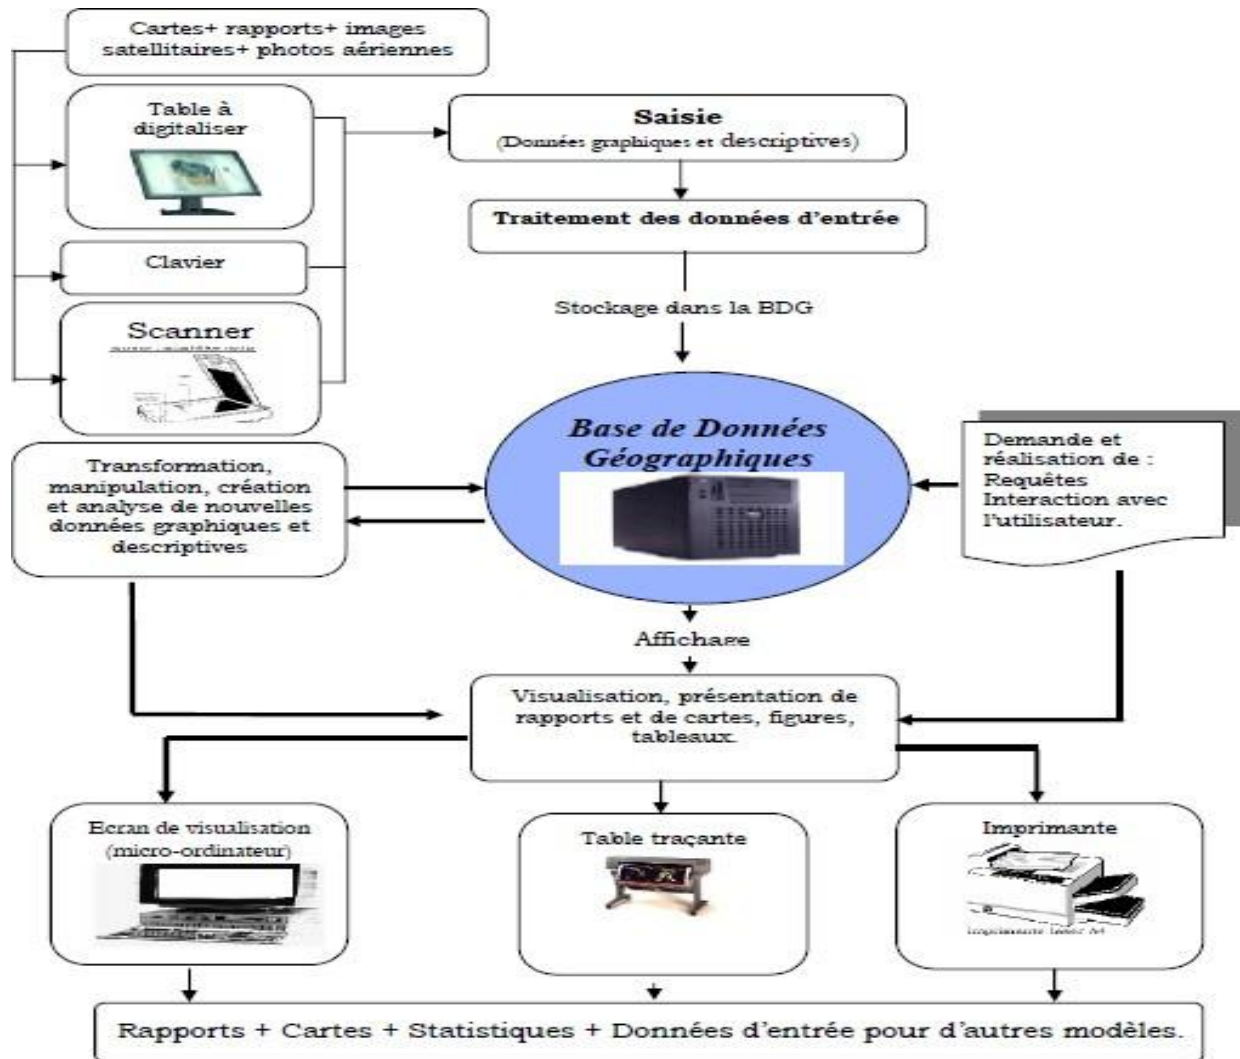 Cartes+ rapports+ images
satellitaires+ photos aériennes
Table à
digitaliser
Saisie
(Données graphiques et descriptives)
Traitement des données d'entrée
Clavier
Stockage dans la BDG
Scanner
Base de Données
Géographiques
Demande et
réalisation de :
Requêtes
Interaction avec
l'utilisateur.
Transformation,
manipulation, création
et analyse de nouvelles
données graphiques et
descriptives
Affichage
Visualisation, présentation de
rapports et de cartes, figures,
tableaux.
Ecran de visualisation
(micro-ordinateur)
Table traçante
Imprimante
imprimante laser A4
Rapports + Cartes + Statistiques + Données d'entrée pour d'autres modèles.